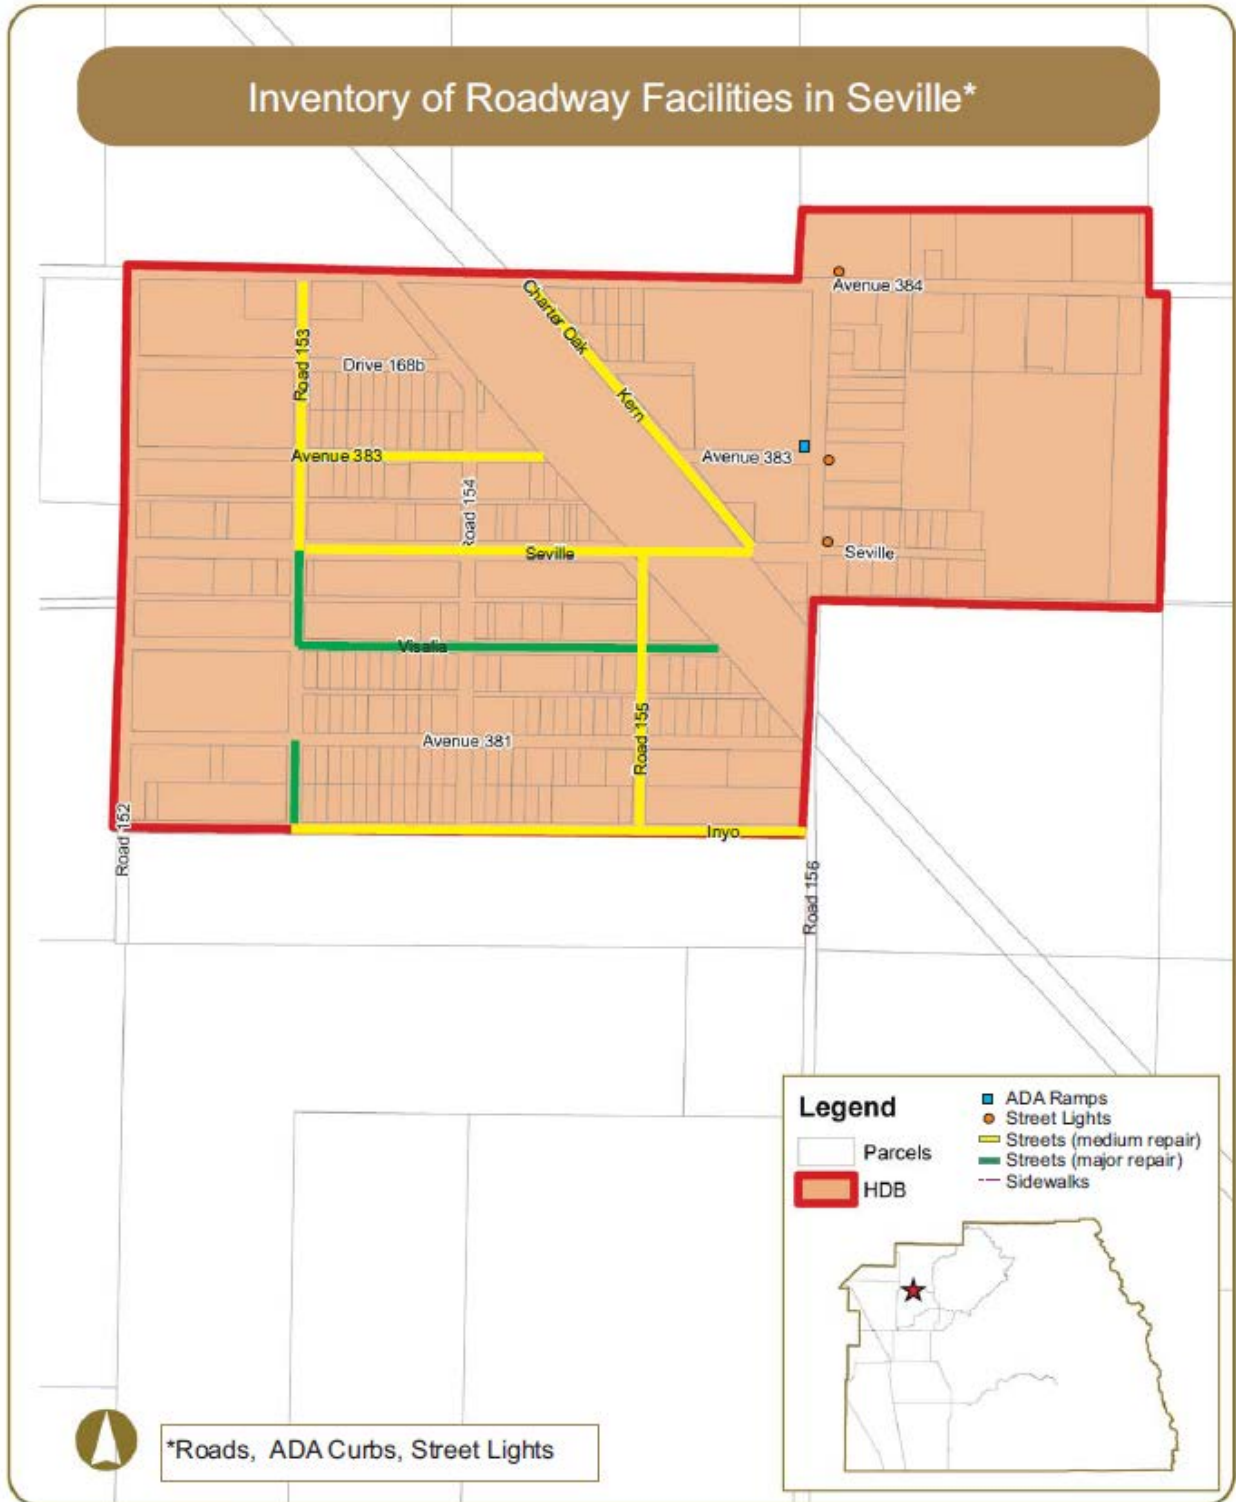 Inventory of Roadway Facilities in Seville*
Avenue 384
Charter Oak
Road 153
Drive 168b
Kern
Avenue 383
Avenue 383
Road 154
Seville
Seville
Visalia
Road 155
Avenue 381
Road 152
Inyo
Road 156
Legend
Parcels
HDB
ADA Ramps
Street Lights
Streets (medium repair)
Streets (major repair)
Sidewalks
*Roads, ADA Curbs, Street Lights